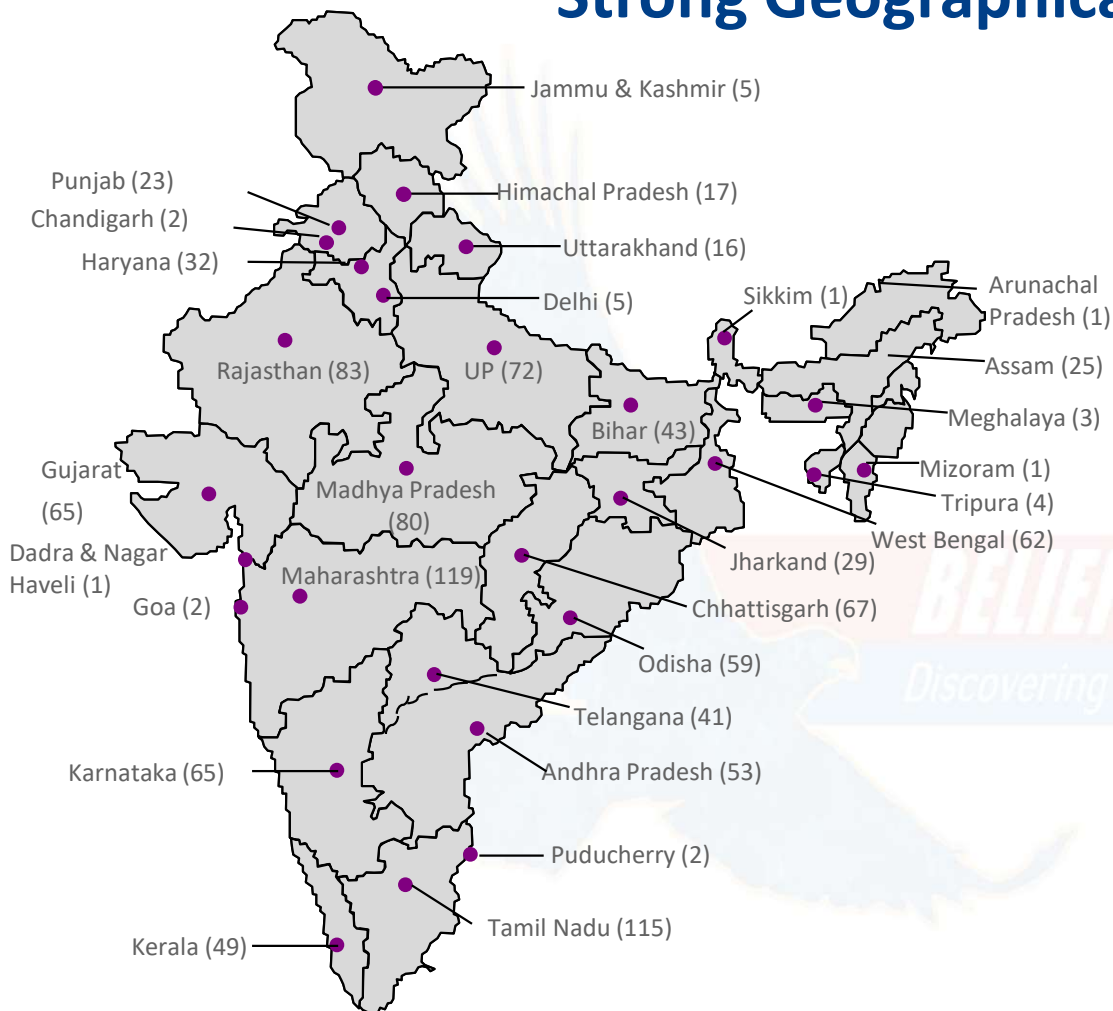 Strong Geographica
Jammu & Kashmir (5)
Punjab (23)
Himachal Pradesh (17)
Chandigarh (2)
Uttarakhand (16)
Haryana (32)
Delhi (5)
Sikkim (1)
Arunachal
Pradesh (1)
Rajasthan (83)
UP (72)
Assam (25)
Bihar (43)
Meghalaya (3)
Gujarat
(65)
Madhya Pradesh
(80)
Mizoram (1)
Tripura (4)
West Bengal (62)
Dadra & Nagar
Haveli (1)
Jharkand (29)
Maharashtra (119)
Goa (2)
Chhattisgarh (67)
BELIE
Odisha (59)
Discovering
Telangana (41)
Karnataka (65)
Andhra Pradesh (53)
Puducherry (2)
Tamil Nadu (115)
Kerala (49)